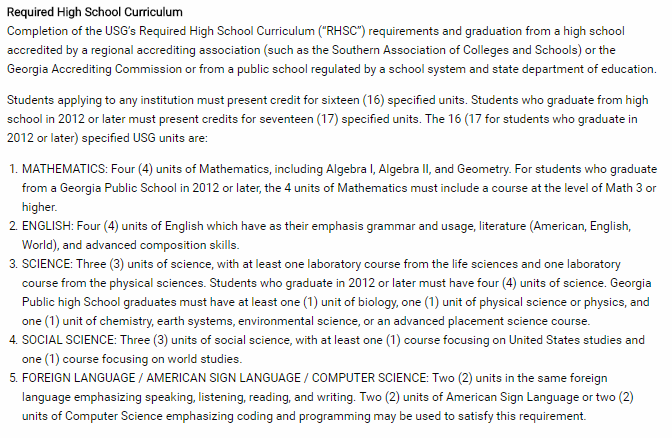 Required High School Curriculum
Completion of the USG's Required High School Curriculum ("RHSC") requirements and graduation from a high school
accredited by a regional accrediting association (such as the Southern Association of Colleges and Schools) or the
Georgia Accrediting Commission or from a public school regulated by a school system and state department of education.
Students applying to any institution must present credit for sixteen (16) specified units. Students who graduate from high
school in 2012 or later must present credits for seventeen (17) specified units. The 16 (17 for students who graduate in
2012 or later) specified USG units are:
1. MATHEMATICS: Four (4) units of Mathematics, including Algebra I, Algebra II, and Geometry. For students who graduate
from a Georgia Public School in 2012 or later, the 4 units of Mathematics must include a course at the level of Math 3 or
higher.
2. ENGLISH: Four (4) units of English which have as their emphasis grammar and usage, literature (American, English,
World), and advanced composition skills.
3. SCIENCE: Three (3) units of science, with at least one laboratory course from the life sciences and one laboratory
course from the physical sciences. Students who graduate in 2012 or later must have four (4) units of science. Georgia
Public high School graduates must have at least one (1) unit of biology, one (1) unit of physical science or physics, and
one (1) unit of chemistry, earth systems, environmental science, or an advanced placement science course.
4. SOCIAL SCIENCE: Three (3) units of social science, with at least one (1) course focusing on United States studies and
one (1) course focusing on world studies.
5. FOREIGN LANGUAGE / AMERICAN SIGN LANGUAGE / COMPUTER SCIENCE: Two (2) units in the same foreign
language emphasizing speaking, listening, reading, and writing. Two (2) units of American Sign Language or two (2)
units of Computer Science emphasizing coding and programming may be used to satisfy this requirement.